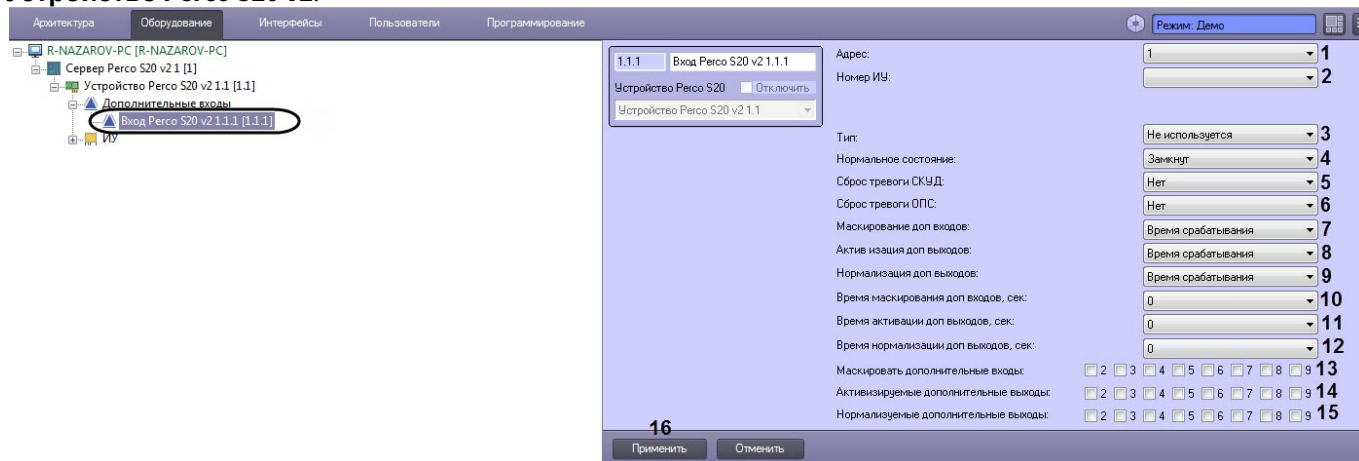 Устройство Perco S20 v2.
Архитектура Оборудование Интерфейсы Пользователи Программирование Режим: Демо
R-NAZAROV-PC [R-NAZAROV-PC]
Сервер Perco S20 v2 1 [1]
Устройство Perco S20 v2 1.1 [1.1]
Дополнительные входы
Вход Perco S20 v2 1.1.1 [1.1.1]
ИУ
1.1.1 Вход Perco S20 v2 1.1.1
Устройство Perco S20 Отключить
Устройство Perco S20 v2 1.1
Адрес: 1 1
Номер ИУ: 2
Тип: Не используется 3
Нормальное состояние: Замкнут 4
Сброс тревоги СКУД: Нет 5
Сброс тревоги ОПС: Нет 6
Маскирование доп входов: Время срабатывания 7
Актив изация доп выходов: Время срабатывания 8
Нормализация доп выходов: Время срабатывания 9
Время маскирования доп входов, сек: 0 10
Время активации доп выходов, сек: 0 11
Время нормализации доп выходов, сек: 0 12
Маскировать дополнительные входы: 2 3 4 5 6 7 8 9 13
Активизируемые дополнительные выходы: 2 3 4 5 6 7 8 9 14
Нормализуемые дополнительные выходы: 2 3 4 5 6 7 8 9 15
16
Применить Отменить